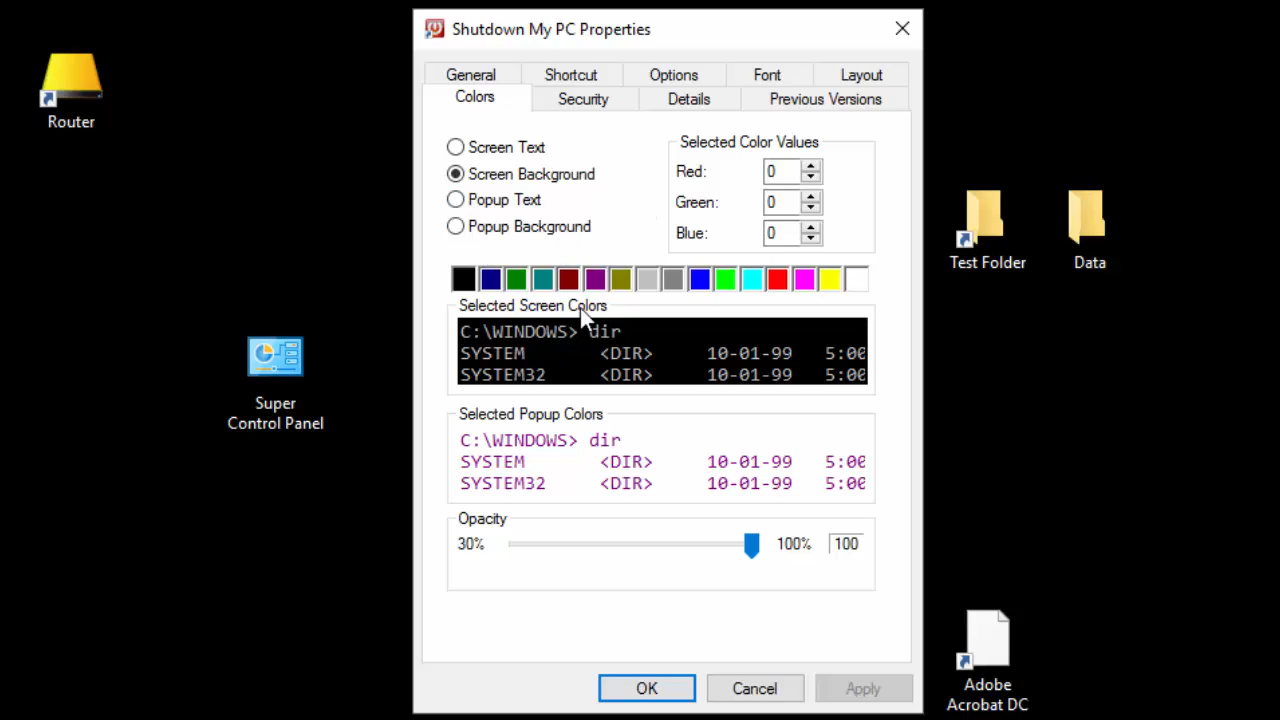 Shutdown My PC Properties
General
Shortcut
Options
Font
Layout
Colors
Security
Details
Previous Versions
Screen Text
Screen Background
Popup Text
Popup Background
Selected Color Values
Red: 0
Green: 0
Blue: 0
Selected Screen Colors
C:\WINDOWS> dir
SYSTEM <DIR> 10-01-99 5:00
SYSTEM32 <DIR> 10-01-99 5:00
Selected Popup Colors
C:\WINDOWS> dir
SYSTEM <DIR> 10-01-99 5:00
SYSTEM32 <DIR> 10-01-99 5:00
Opacity
30% 100% 100
OK
Cancel
Apply
Router
Super
Control Panel
Test Folder
Data
Adobe
Acrobat DC